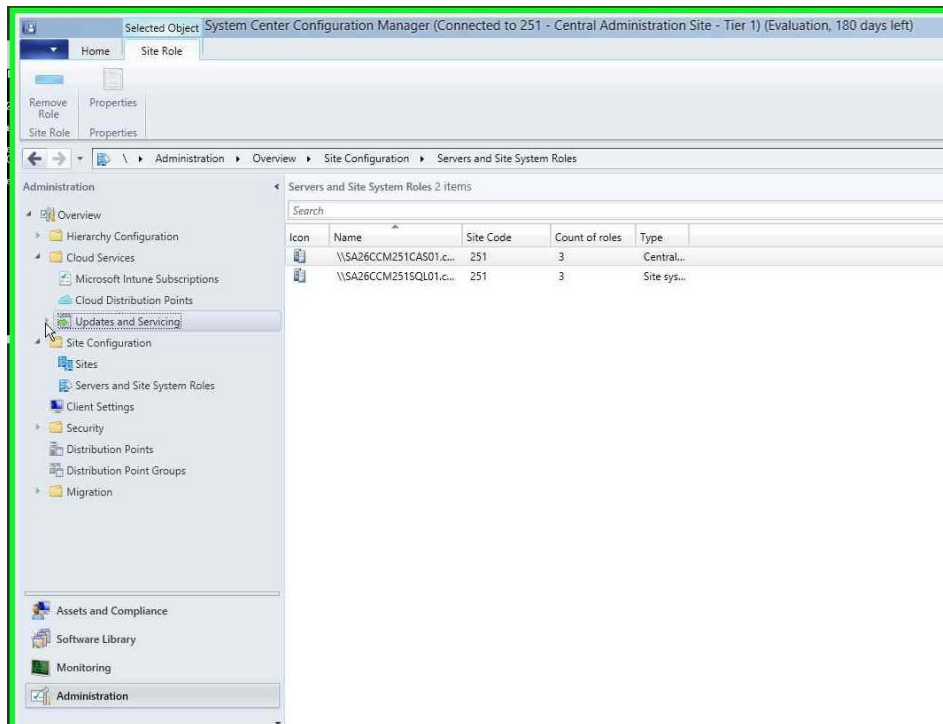 Selected Object System Center Configuration Manager (Connected to 251 - Central Administration Site - Tier 1) (Evaluation, 180 days left)
Home Site Role
Remove Role
Properties
Site Role Properties
\ Administration Overview Site Configuration Servers and Site System Roles
Administration
Overview
Hierarchy Configuration
Cloud Services
Microsoft Intune Subscriptions
Cloud Distribution Points
Updates and Servicing
Site Configuration
Sites
Servers and Site System Roles
Client Settings
Security
Distribution Points
Distribution Point Groups
Migration
Assets and Compliance
Software Library
Monitoring
Administration
Servers and Site System Roles 2 items
Search
Icon Name Site Code Count of roles Type
\\SA26CCM251CAS01.c... 251 3 Central...
\\SA26CCM251SQL01.c... 251 3 Site sys...